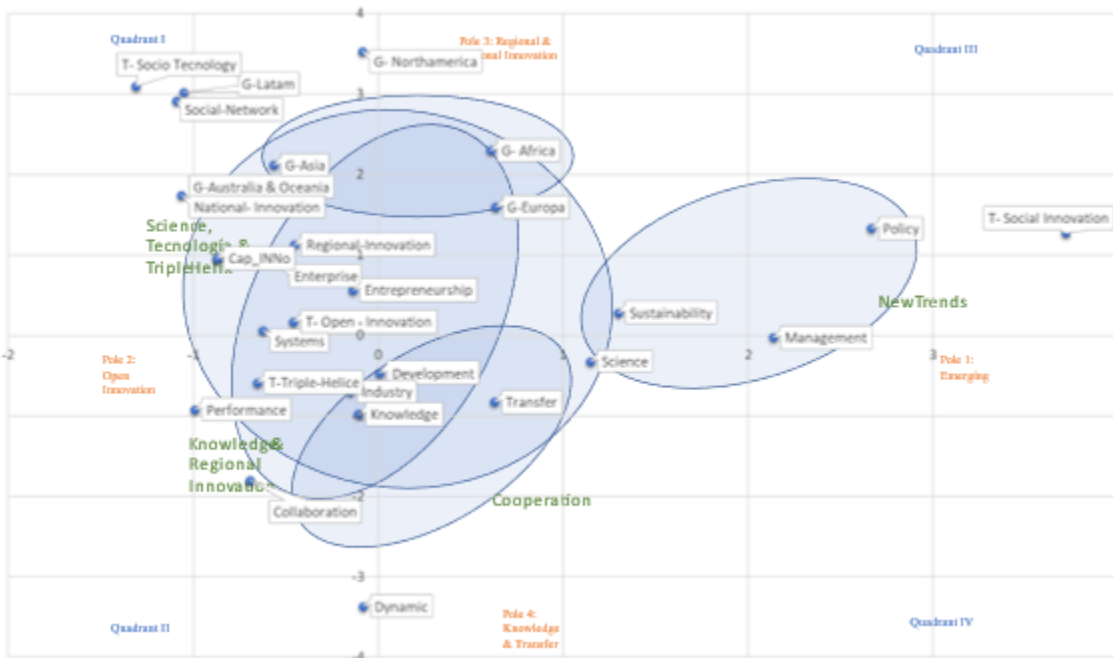 4
Quadrant I
Pole 3: Regional &
nal Innovation
Quadrant III
T- Socio Tecnology
G- Northamerica
G-Latam
3
Social-Network
G- Africa
G-Asia
2
G-Australia & Oceania
National- Innovation
G-Europa
T- Social Innovation
Science,
Tecnologia &
TripleHelix
Policy
Regional-Innovation
1
Cap_INNo
Enterprise
Entrepreneurship
NewTrends
Sustainability
T- Open - Innovation
Systems
0
Management
-2
-1
0
1
2
3
Pole 2:
Open
Innovation
Science
Pole 1:
Emerging
Development
T-Triple-Helice
Industry
Transfer
Performance
Knowledge
Knowledge&
Regional
Innovation
-2
Cooperation
Collaboration
-3
Dynamic
Pole 4:
Knowledge
& Transfer
Quadrant II
Quadrant IV
-4